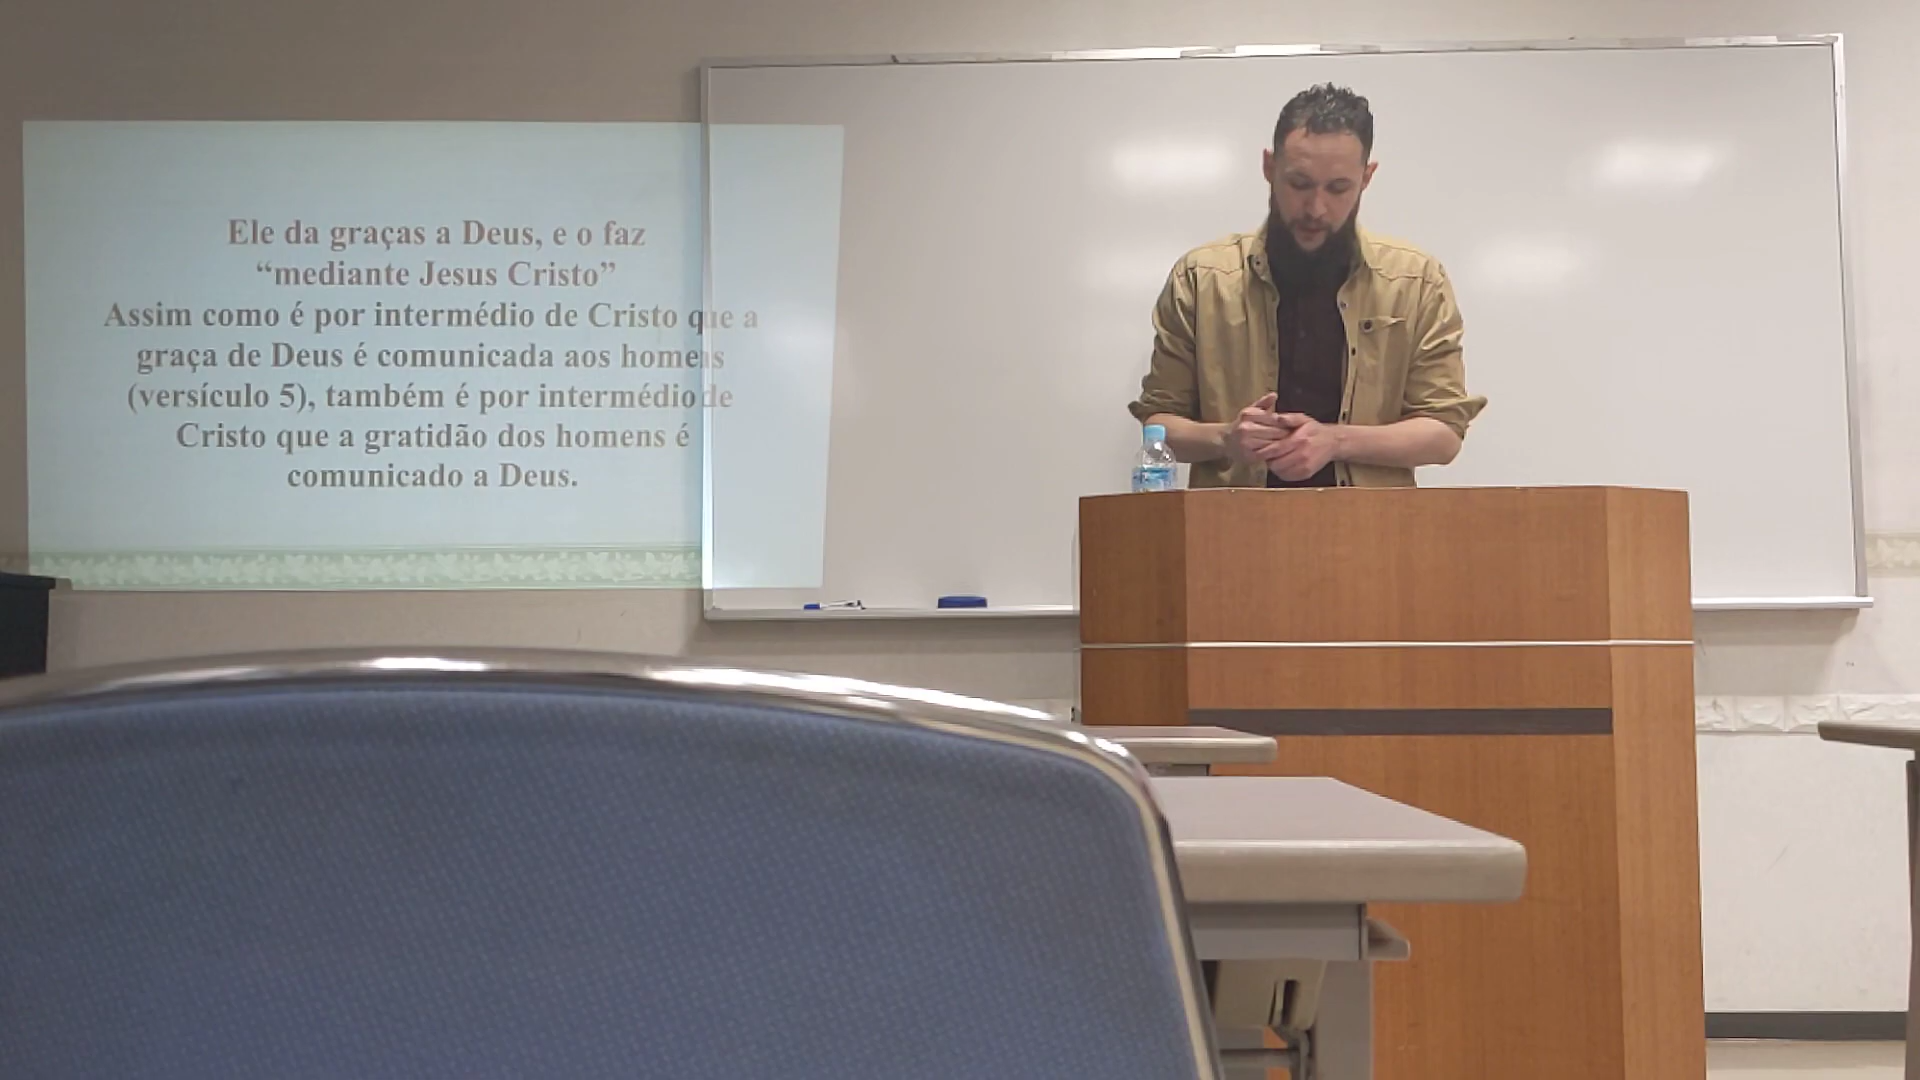 Ele da graças a Deus, e o faz
“mediante Jesus Cristo”
Assim como é por intermédio de Cristo que a
graça de Deus é comunicada aos homens
(versículo 5), também é por intermédio de
Cristo que a gratidão dos homens é
comunicado a Deus.